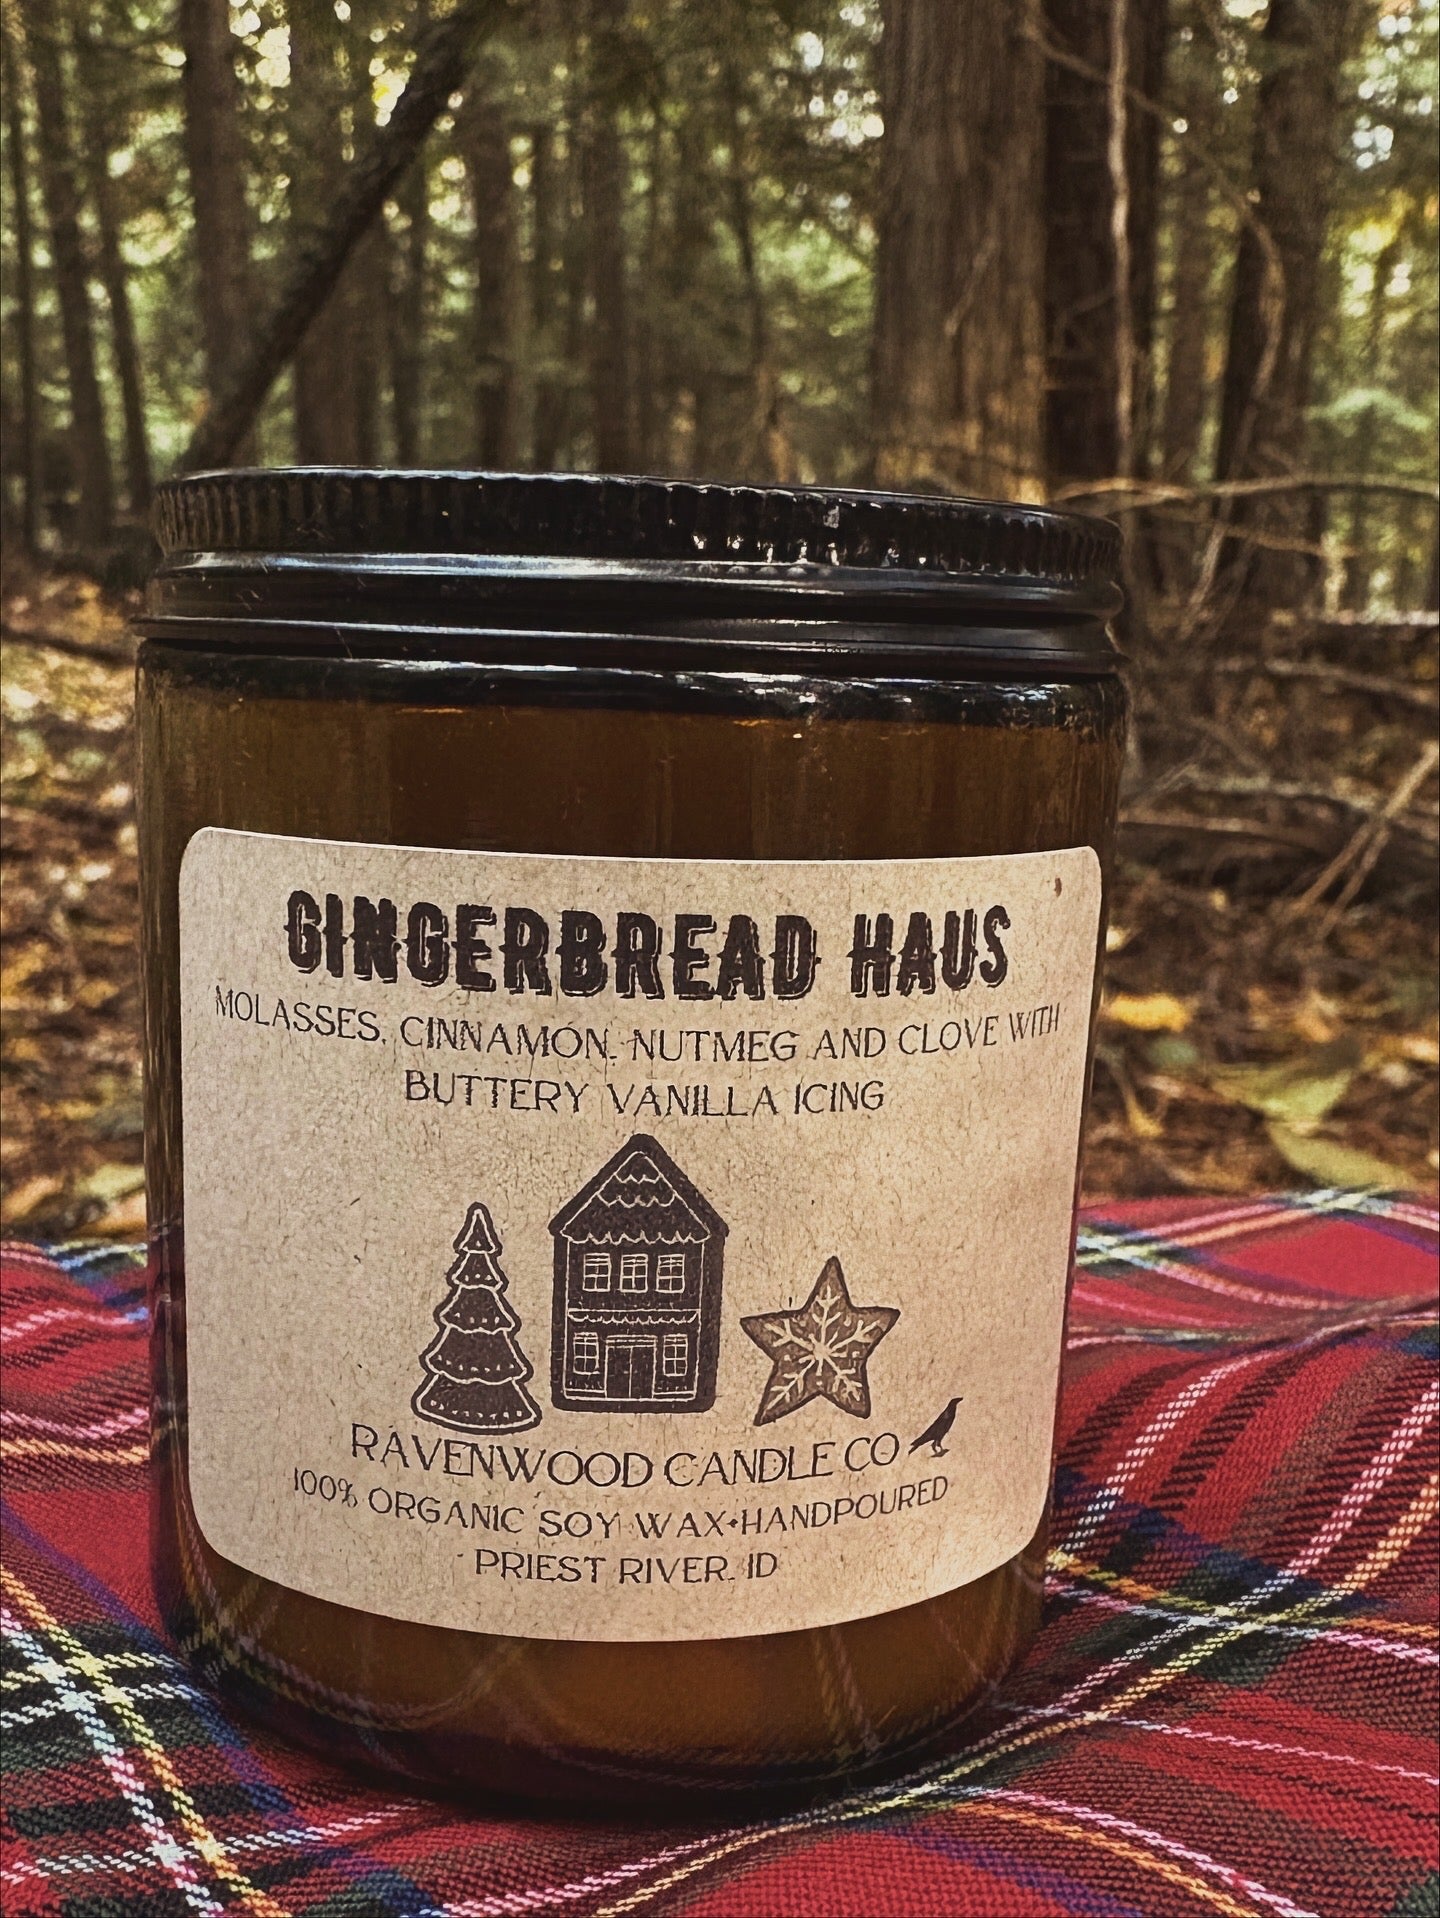 GINGERBREAD HAUS
MOLASSES, CINNAMON, NUTMEG AND CLOVE WITH
BUTTERY VANILLA ICING
RAVENWOOD CANDLE CO
100% ORGANIC SOY WAX•HANDPOURED
PRIEST RIVER, ID